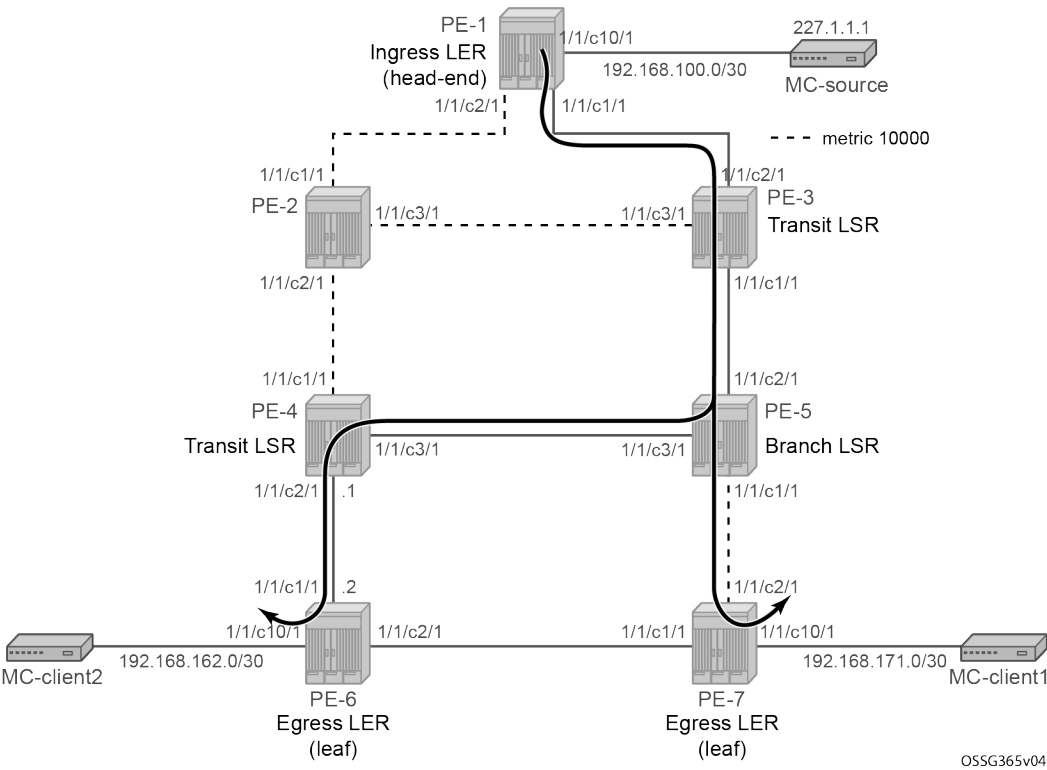 PE-1
Ingress LER
(head-end)
1/1/c10/1
227.1.1.1
192.168.100.0/30
MC-source
1/1/c2/1
1/1/c1/1
metric 10000
1/1/c1/1
PE-2
1/1/c3/1
1/1/c2/1
1/1/c3/1
1/1/c2/1
PE-3
Transit LSR
1/1/c1/1
1/1/c1/1
PE-4
Transit LSR
1/1/c3/1
1/1/c2/1
.1
1/1/c2/1
PE-5
1/1/c3/1
Branch LSR
1/1/c1/1
1/1/c1/1
.2
1/1/c2/1
1/1/c10/1
1/1/c2/1
1/1/c1/1
1/1/c10/1
192.168.162.0/30
192.168.171.0/30
MC-client2
MC-client1
PE-6
Egress LER
(leaf)
PE-7
Egress LER
(leaf)
OSSG365v04